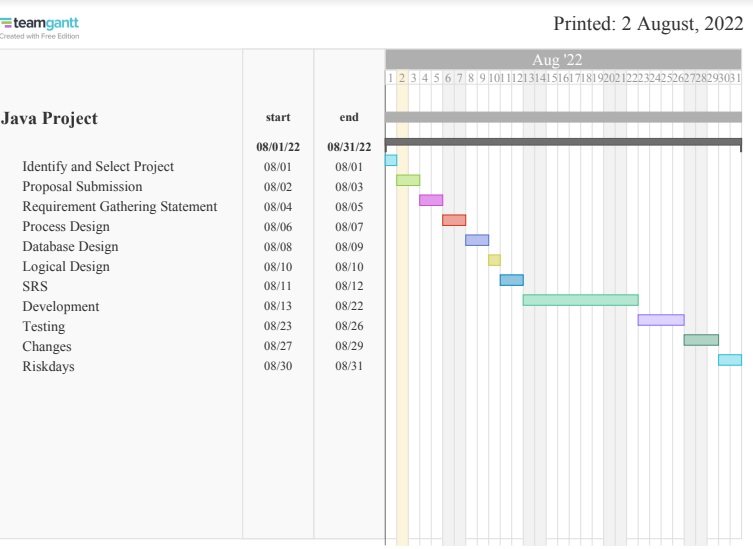 teamgantt
Created with Free Edition
Printed: 2 August, 2022
Aug '22
1 2 3 4 5 6 7 8 9 10 11 12 13 14 15 16 17 18 19 20 21 22 23 24 25 26 27 28 29 30 31
Java Project start end
08/01/22 08/31/22
Identify and Select Project 08/01 08/01
Proposal Submission 08/02 08/03
Requirement Gathering Statement 08/04 08/05
Process Design 08/06 08/07
Database Design 08/08 08/09
Logical Design 08/10 08/10
SRS 08/11 08/12
Development 08/13 08/22
Testing 08/23 08/26
Changes 08/27 08/29
Riskdays 08/30 08/31